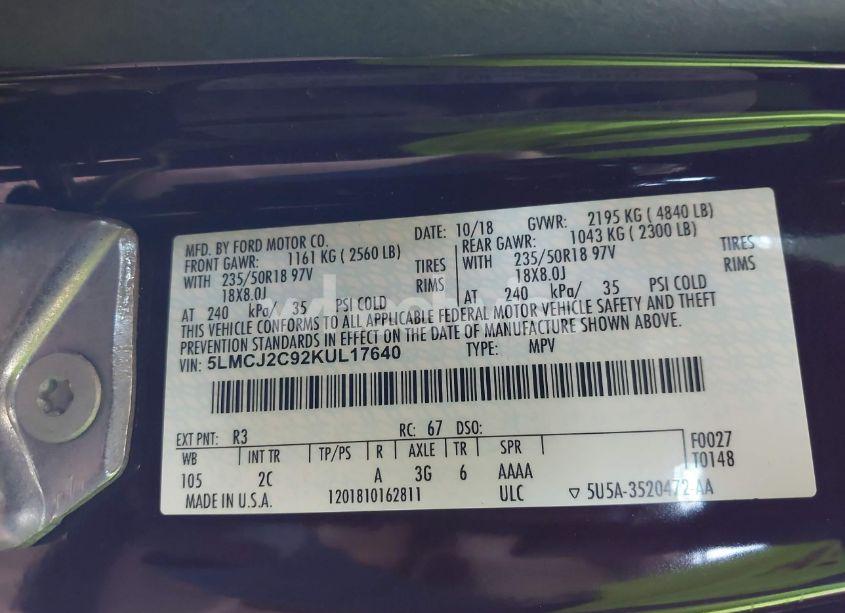 MFD. BY FORD MOTOR CO. DATE: 10/18 GVWR: 2195 KG ( 4840 LB)
FRONT GAWR: 1161 KG ( 2560 LB) REAR GAWR: 1043 KG ( 2300 LB)
WITH 235/50R18 97V TIRES WITH 235/50R18 97V TIRES
18X8.0J RIMS 18X8.0J RIMS
AT 240 kPa/ 35 PSI COLD AT 240 kPa/ 35 PSI COLD
THIS VEHICLE CONFORMS TO ALL APPLICABLE FEDERAL MOTOR VEHICLE SAFETY AND THEFT
PREVENTION STANDARDS IN EFFECT ON THE DATE OF MANUFACTURE SHOWN ABOVE.
VIN: 5LMCJ2C92KUL17640 TYPE: MPV
EXT PNT: R3 RC: 67 DSO:
WB INT TR TP/PS R AXLE TR SPR F0027
105 2C A 3G 6 AAAA T0148
MADE IN U.S.A. 1201810162811 ULC ▽ 5U5A-3520472-AA